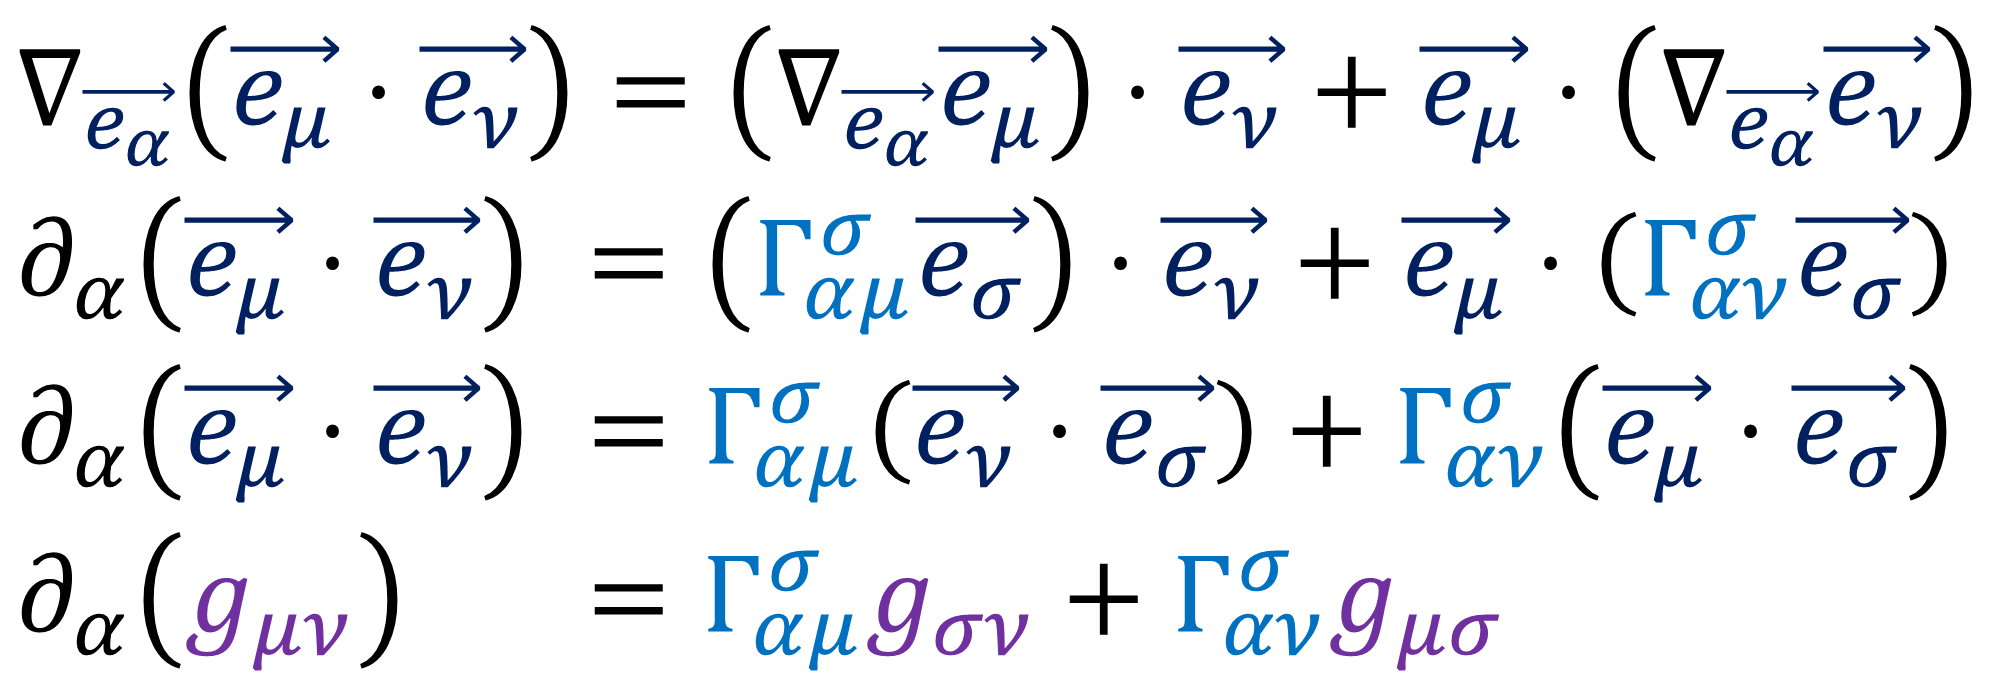 ∇_{\vec{e_α}}(\vec{e_μ} · \vec{e_ν}) = (∇_{\vec{e_α}} \vec{e_μ}) · \vec{e_ν} + \vec{e_μ} · (∇_{\vec{e_α}} \vec{e_ν})
∂_α(\vec{e_μ} · \vec{e_ν}) = (Γ^σ_{αμ} \vec{e_σ}) · \vec{e_ν} + \vec{e_μ} · (Γ^σ_{αν} \vec{e_σ})
∂_α(\vec{e_μ} · \vec{e_ν}) = Γ^σ_{αμ}(\vec{e_ν} · \vec{e_σ}) + Γ^σ_{αν}(\vec{e_μ} · \vec{e_σ})
∂_α(g_{μν}) = Γ^σ_{αμ} g_{σν} + Γ^σ_{αν} g_{μσ}